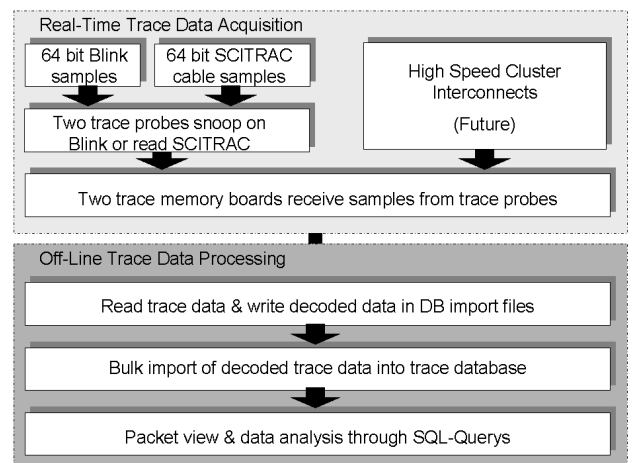 Real-Time Trace Data Acquisition
64 bit Blink
samples
64 bit SCITRAC
cable samples
High Speed Cluster
Interconnects
(Future)
Two trace probes snoop on
Blink or read SCITRAC
Two trace memory boards receive samples from trace probes
Off-Line Trace Data Processing
Read trace data & write decoded data in DB import files
Bulk import of decoded trace data into trace database
Packet view & data analysis through SQL-Querys